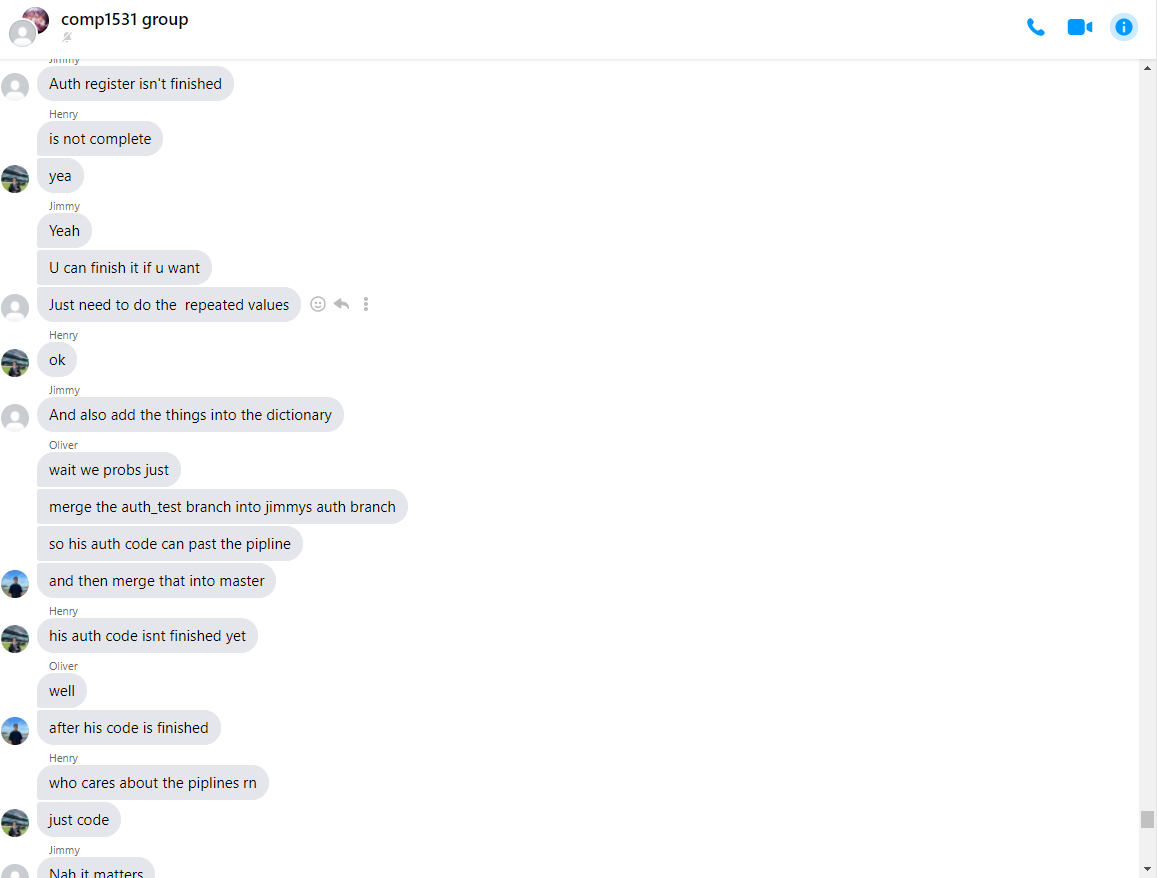 comp1531 group
Jimmy
Auth register isn't finished
Henry
is not complete
yea
Jimmy
Yeah
U can finish it if u want
Just need to do the  repeated values
Henry
ok
Jimmy
And also add the things into the dictionary
Oliver
wait we probs just
merge the auth_test branch into jimmys auth branch
so his auth code can past the pipline
and then merge that into master
Henry
his auth code isnt finished yet
Oliver
well
after his code is finished
Henry
who cares about the piplines rn
just code
Jimmy
Nah it matters